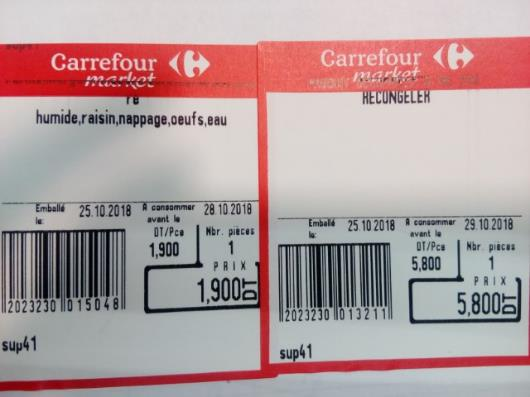 Carrefour
market
re
humide,raisin,nappage,oeufs,eau
Emballé le: 25.10.2018
A consommer avant le 28.10.2018
DT/Pce 1,900
Nbr. pièces 1
PRIX
1,900 DT
2023230 015048
sup41
Carrefour
market
RECONGELER
Emballé le: 25.10.2018
A consommer avant le 29.10.2018
DT/Pce 5,800
Nbr. pièces 1
PRIX
5,800 DT
2023230 013211
sup41